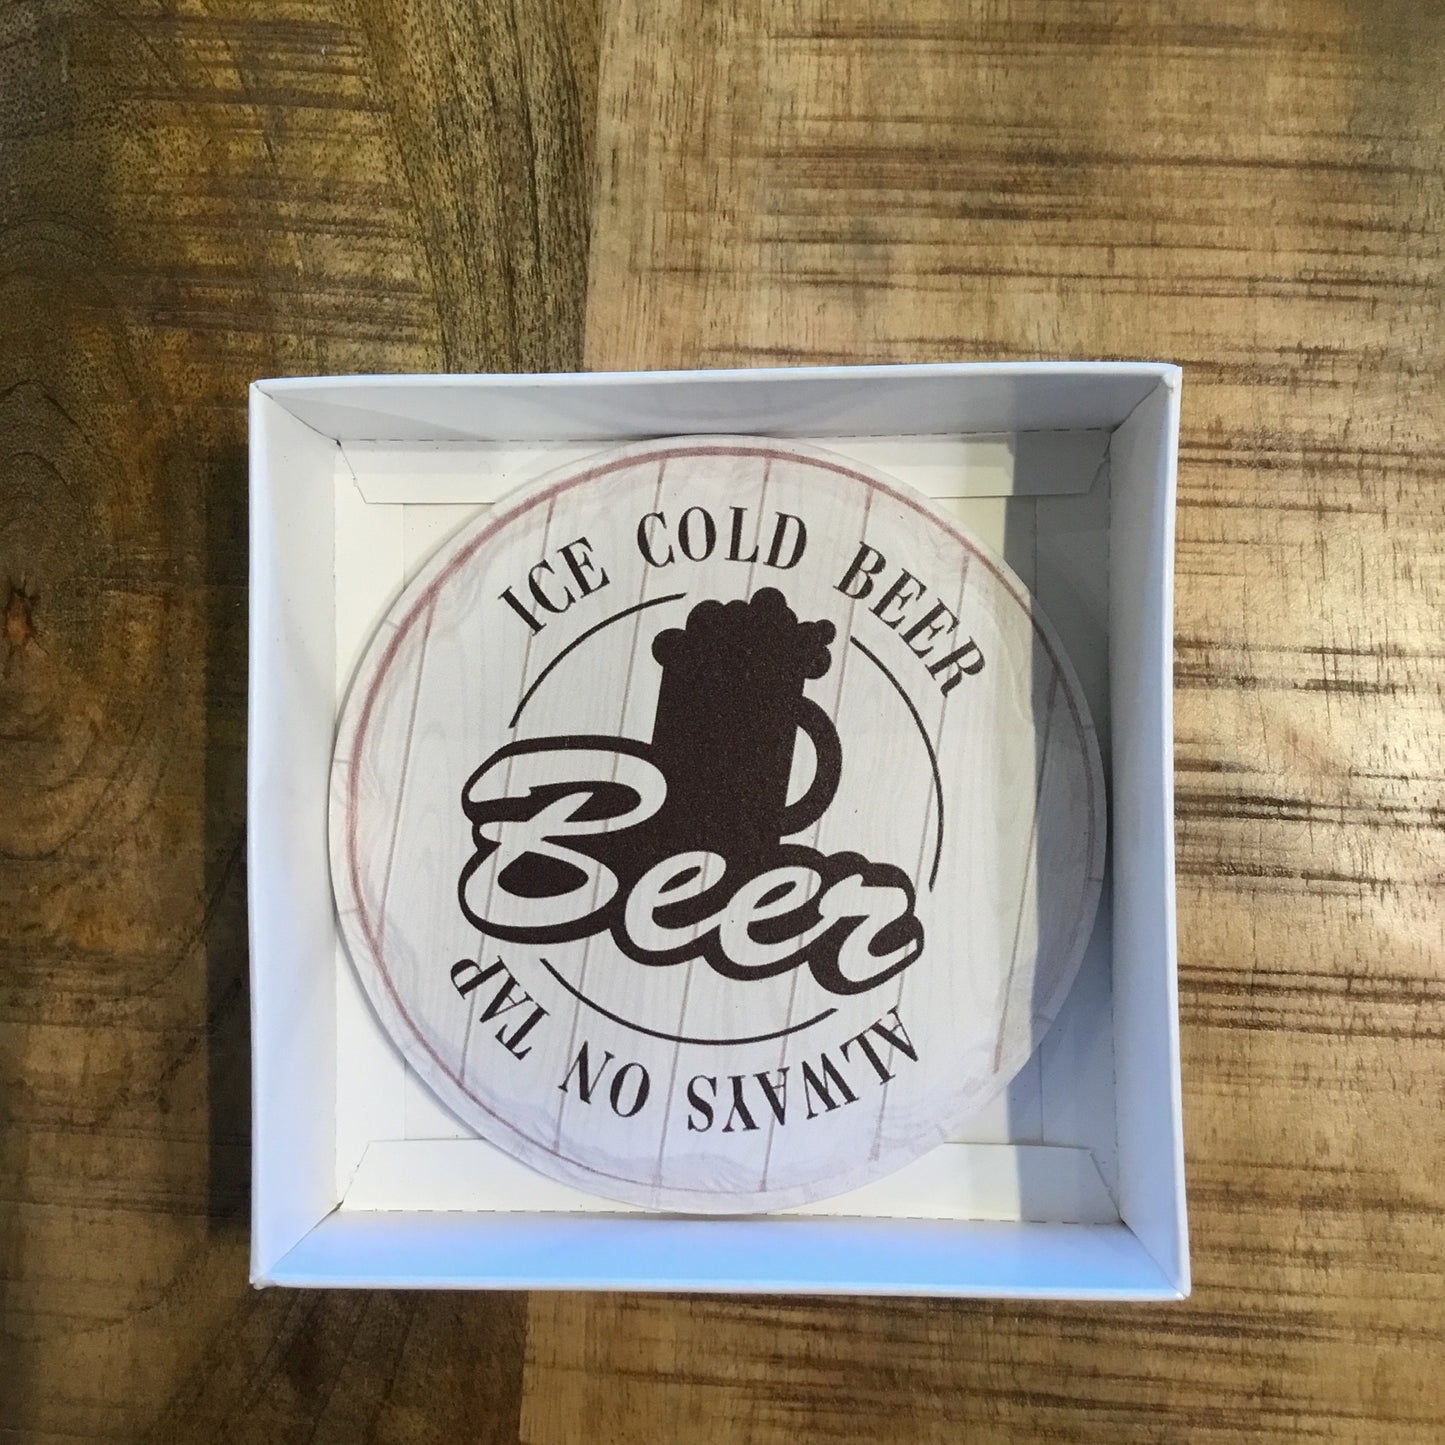 ICE COLD BEER
Beer
ALWAYS ON TAP